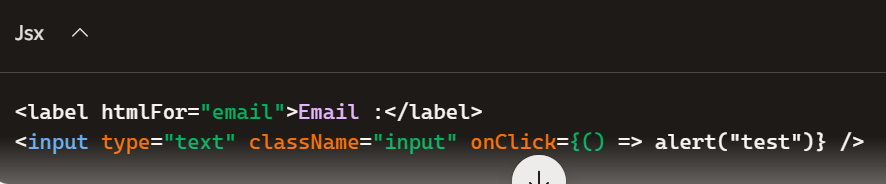 Jsx
<label htmlFor="email">Email :</label>
<input type="text" className="input" onClick={() => alert("test")} />